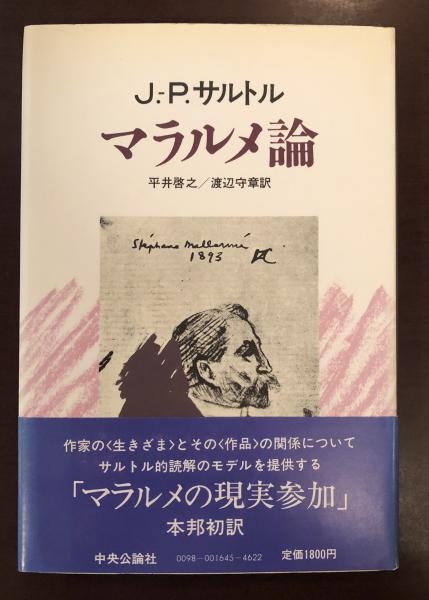 J.-P.サルトル
マラルメ論
平井啓之／渡辺守章訳
Stéphane Mallarmé
1893
作家の<生きざま>とその<作品>の関係について
サルトル的読解のモデルを提供する
「マラルメの現実参加」
本邦初訳
中央公論社 0098-001645-4622 定価1800円